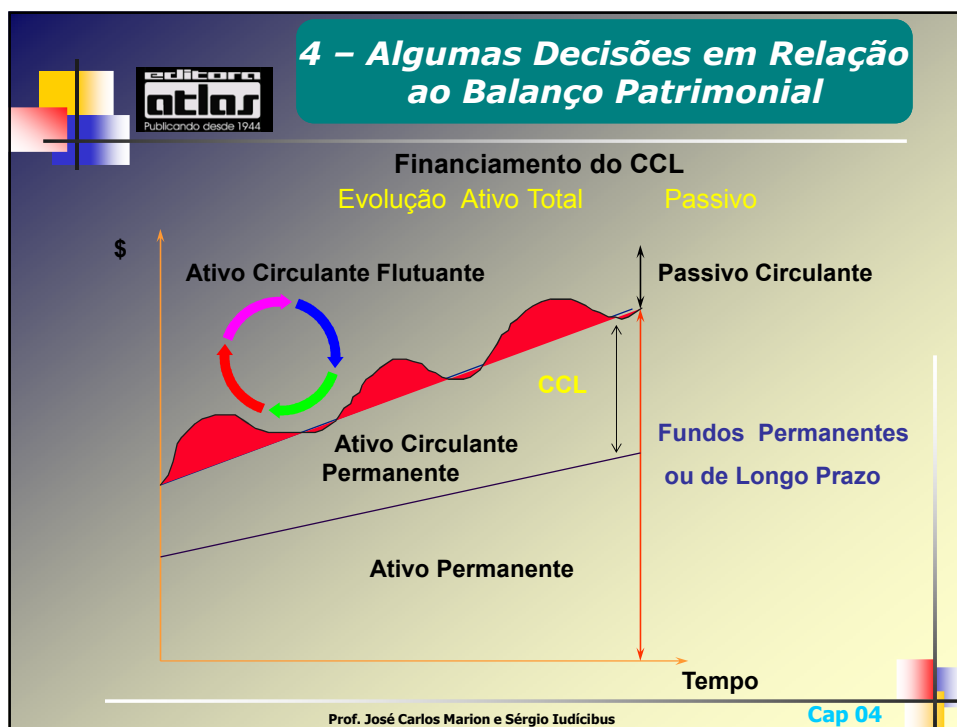 4 – Algumas Decisões em Relação
ao Balanço Patrimonial
editora
atlas
Publicando desde 1944
Financiamento do CCL
Evolução Ativo Total Passivo
$
Ativo Circulante Flutuante
Passivo Circulante
CCL
Ativo Circulante
Permanente
Fundos Permanentes
ou de Longo Prazo
Ativo Permanente
Tempo
Prof. José Carlos Marion e Sérgio Iudícibus
Cap 04